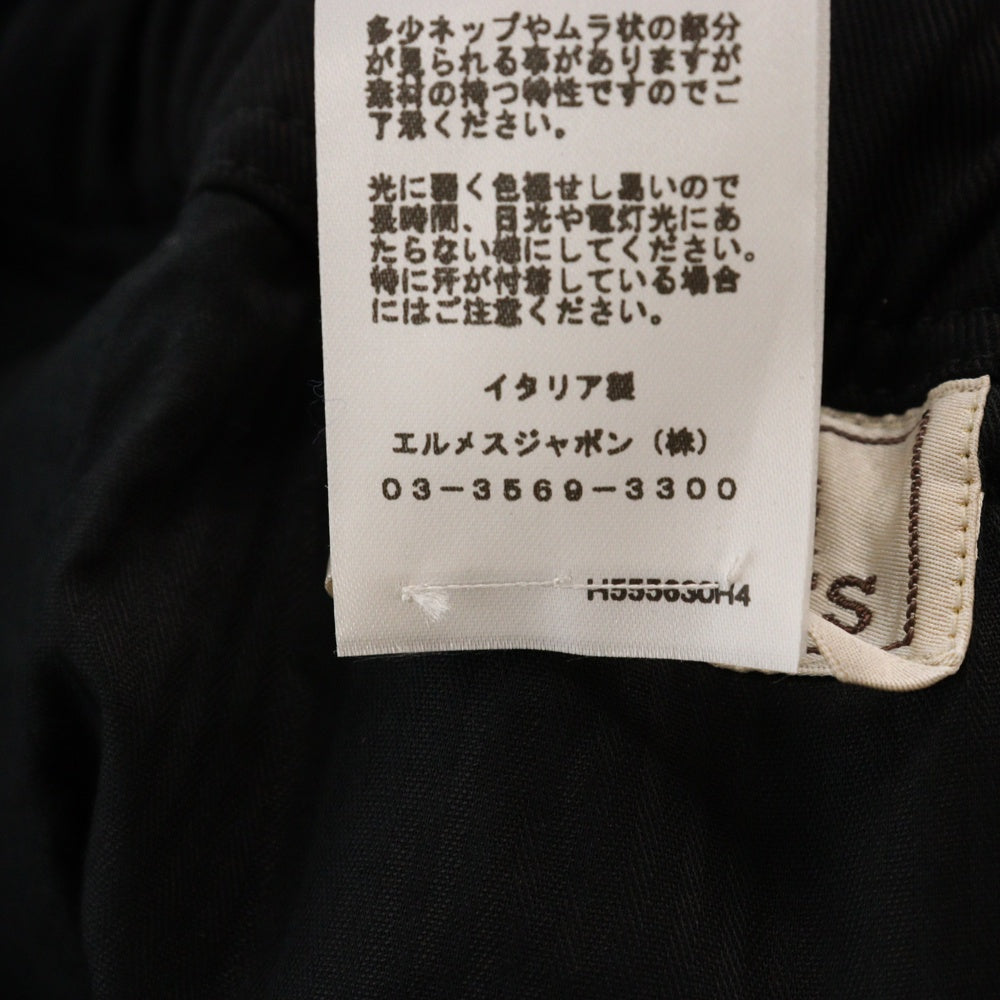 多少ネップやムラ状の部分
が見られる事がありますが
素材の持つ特性ですのでご
了承ください。
光に弱く色褪せし易いので
長時間、日光や電灯光にあ
たらない様にしてください。
特に汗が付着している場合
にはご注意ください。
イタリア製
エルメスジャポン（株）
03-3569-3300
H555630H4
S